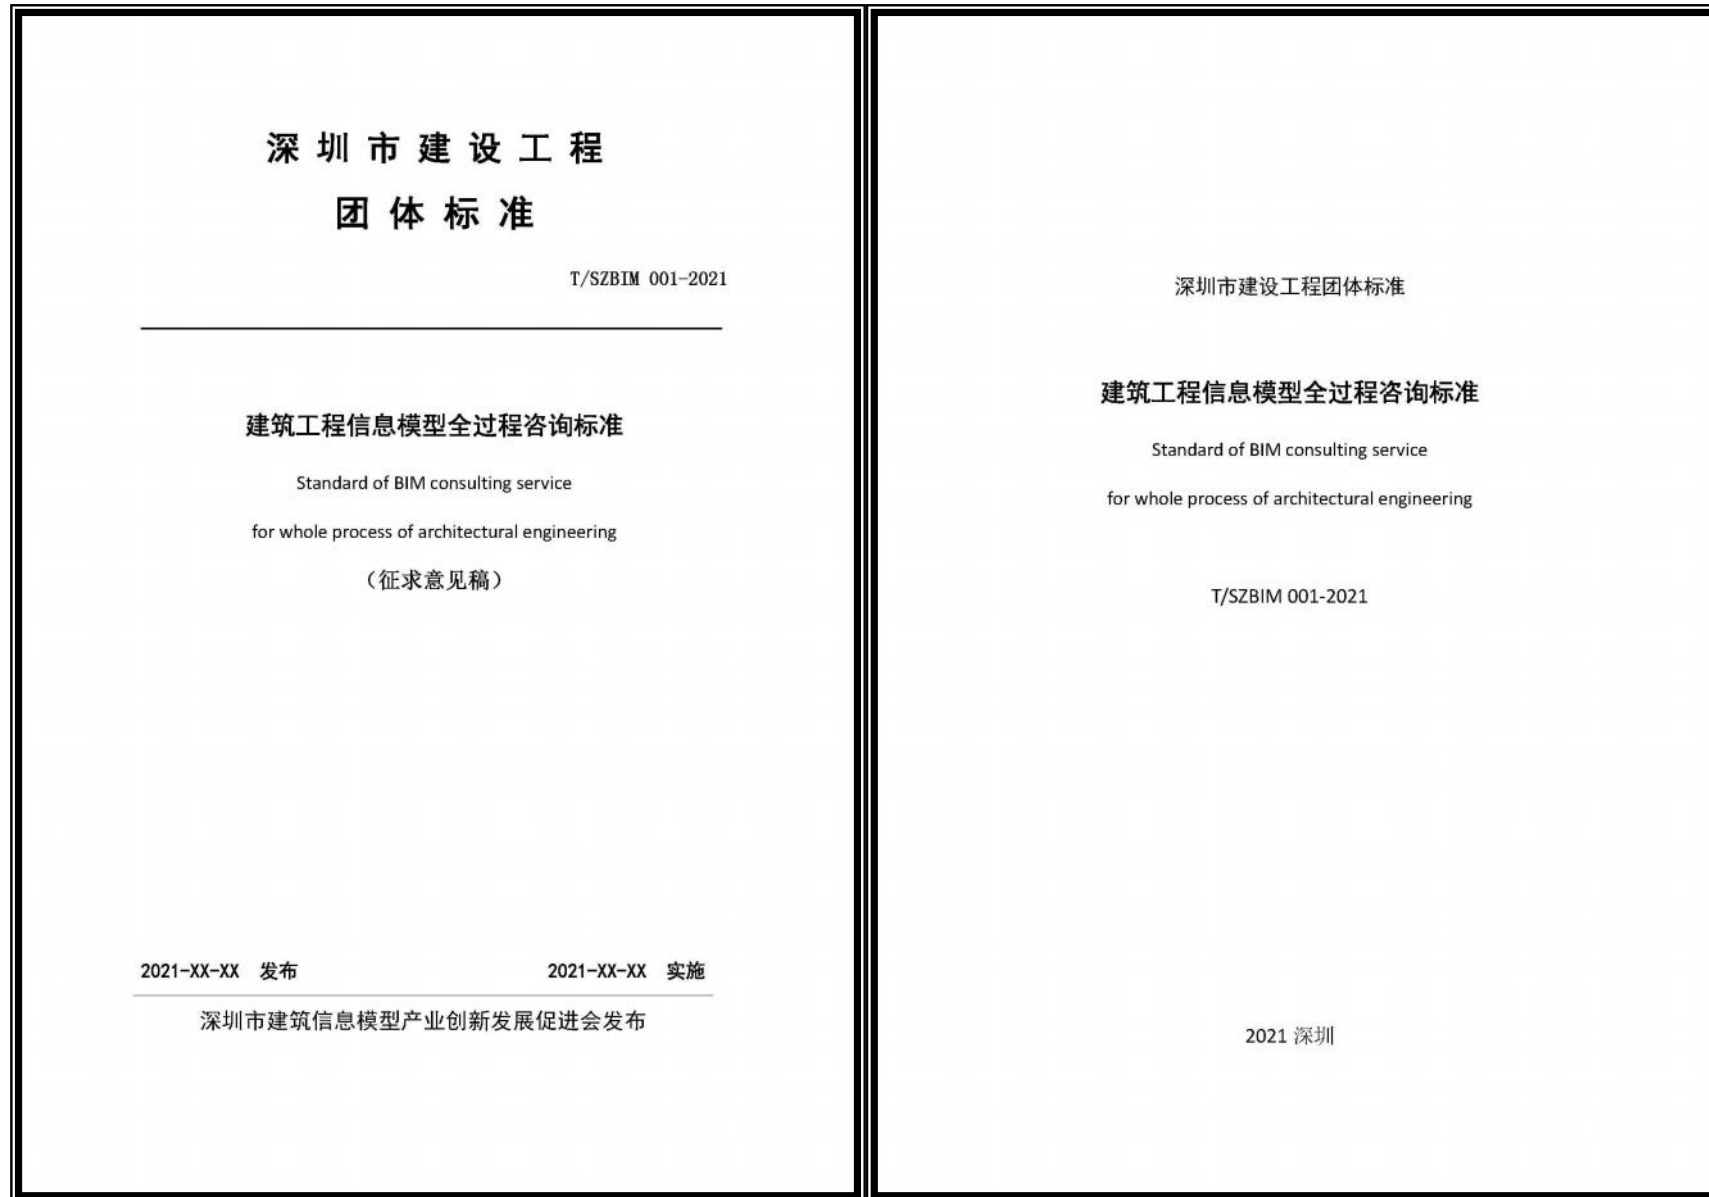 深圳市建设工程
团体标准
T/SZBIM 001-2021
建筑工程信息模型全过程咨询标准
Standard of BIM consulting service
for whole process of architectural engineering
（征求意见稿）
2021-XX-XX 发布 2021-XX-XX 实施
深圳市建筑信息模型产业创新发展促进会发布
深圳市建设工程团体标准
建筑工程信息模型全过程咨询标准
Standard of BIM consulting service
for whole process of architectural engineering
T/SZBIM 001-2021
2021 深圳